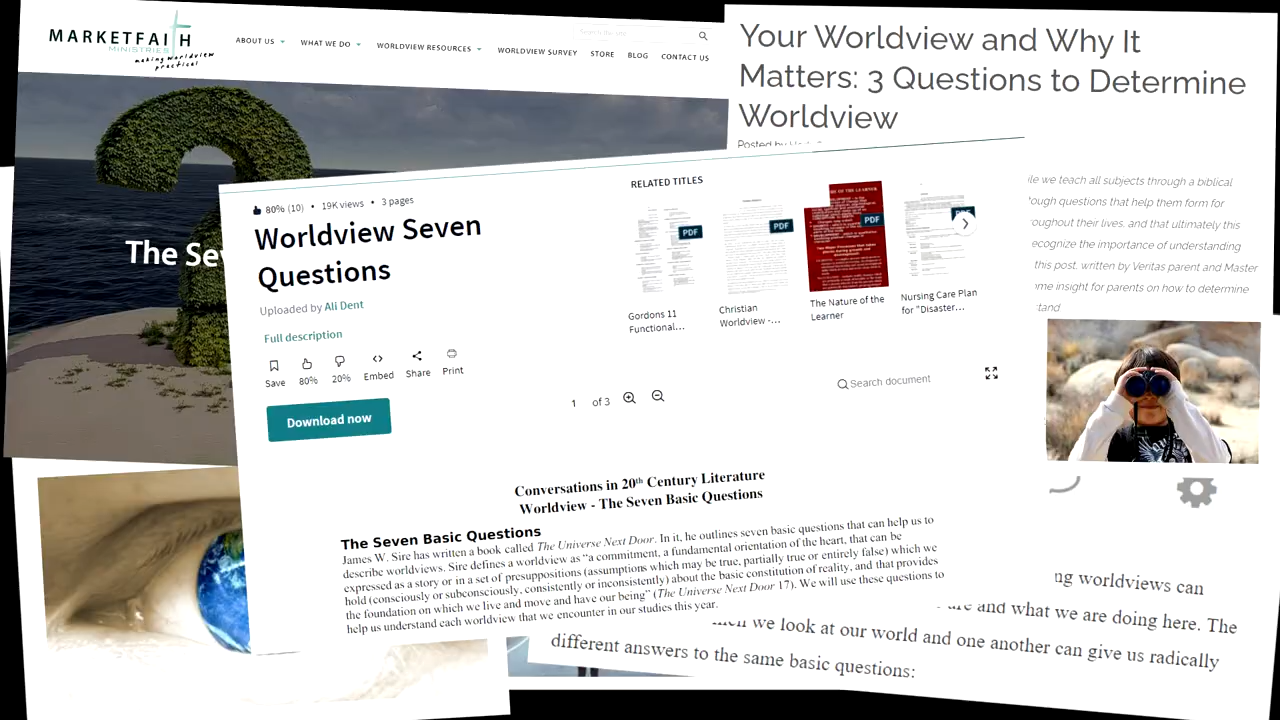 MARKETFAITH
MINISTRIES
making worldview
practical
ABOUT US
WHAT WE DO
WORLDVIEW RESOURCES
WORLDVIEW SURVEY
STORE
BLOG
CONTACT US
Search the site
The Se
Your Worldview and Why It
Matters: 3 Questions to Determine
Worldview
Posted by
we teach all subjects through a biblical
questions that help them form for
throughout their lives, and that ultimately this
recognize the importance of understanding
this post, written by Veritas parent and Master
some insight for parents on how to determine
80% (10) • 19K views • 3 pages
Worldview Seven
Questions
Uploaded by Ali Dent
Full description
Save
80%
20%
Embed
Share
Print
Download now
RELATED TITLES
PDF
PDF
PDF
PDF
Gordons 11
Functional...
Christian
Worldview -...
The Nature of the
Learner
Nursing Care Plan
for "Disaster...
1 of 3
Search document
Conversations in 20th Century Literature
Worldview - The Seven Basic Questions
The Seven Basic Questions
James W. Sire has written a book called The Universe Next Door. In it, he outlines seven basic questions that can help us to
describe worldviews. Sire defines a worldview as “a commitment, a fundamental orientation of the heart, that can be
expressed as a story or in a set of presuppositions (assumptions which may be true, partially true or entirely false) which we
hold (consciously or subconsciously, consistently or inconsistently) about the basic constitution of reality, and that provides
the foundation on which we live and move and have our being” (The Universe Next Door 17). We will use these questions to
help us understand each worldview that we encounter in our studies this year.
ng worldviews can
are and what we are doing here. The
when we look at our world and one another can give us radically
different answers to the same basic questions: